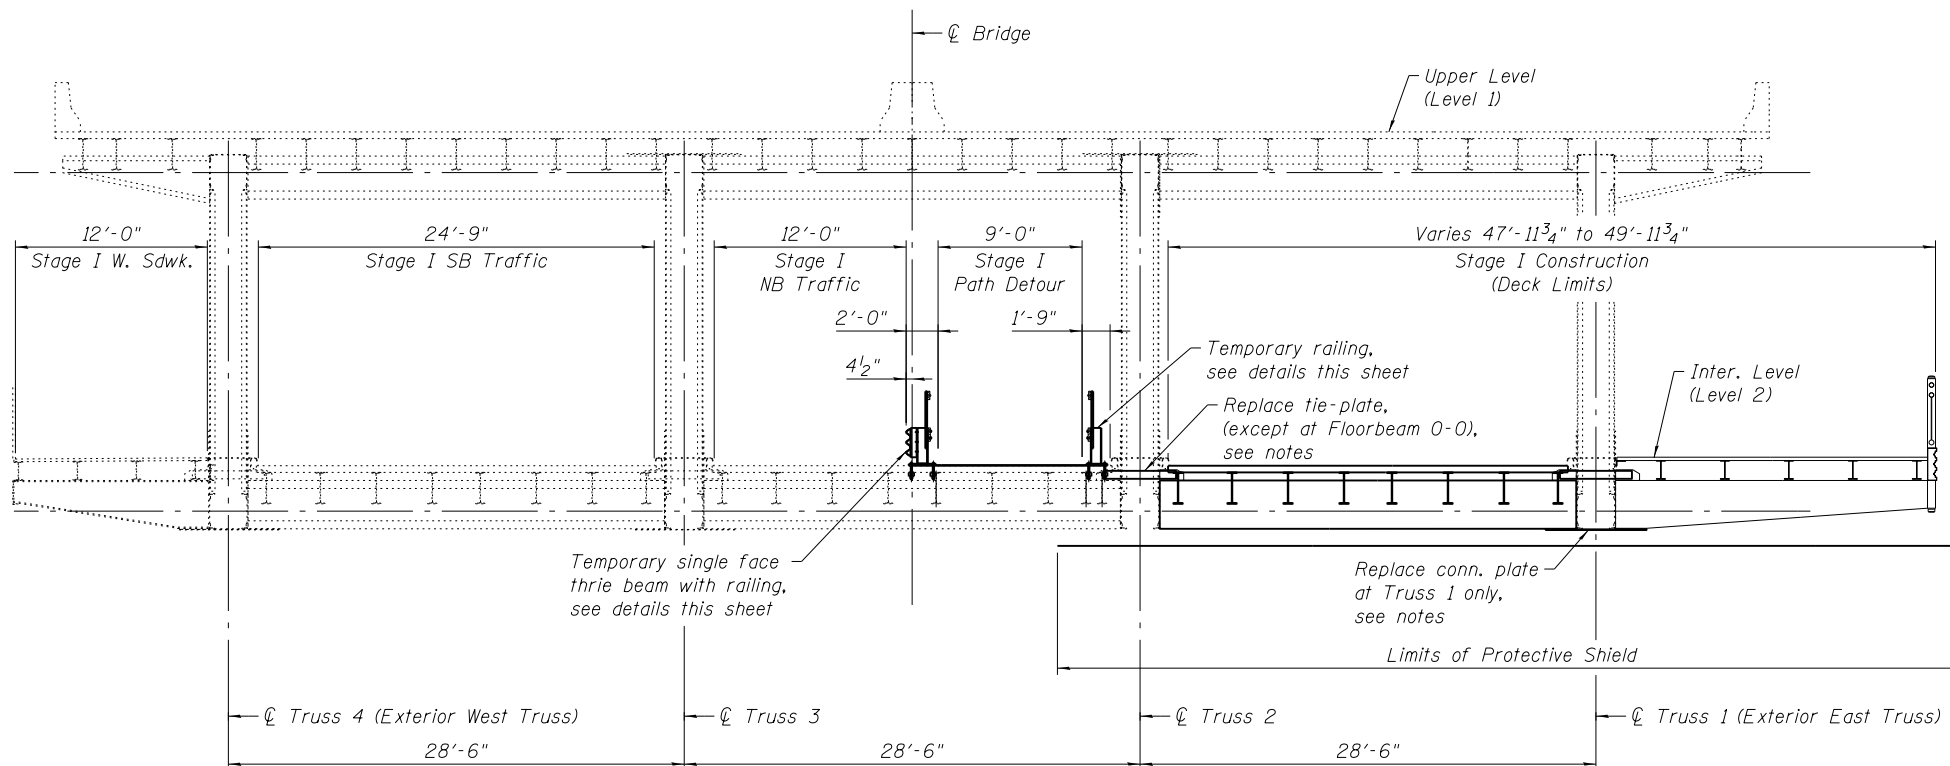 ℄ Bridge
Upper Level
(Level 1)
12'-0"
Stage I W. Sdwk.
24'-9"
Stage I SB Traffic
12'-0"
Stage I
NB Traffic
9'-0"
Stage I
Path Detour
Varies 47'-11¾" to 49'-11¾"
Stage I Construction
(Deck Limits)
2'-0"
1'-9"
4½"
Temporary railing,
see details this sheet
Replace tie-plate,
(except at Floorbeam 0-0),
see notes
Inter. Level
(Level 2)
Temporary single face
thrie beam with railing,
see details this sheet
Replace conn. plate
at Truss 1 only,
see notes
Limits of Protective Shield
℄ Truss 4 (Exterior West Truss)
℄ Truss 3
℄ Truss 2
℄ Truss 1 (Exterior East Truss)
28'-6"
28'-6"
28'-6"